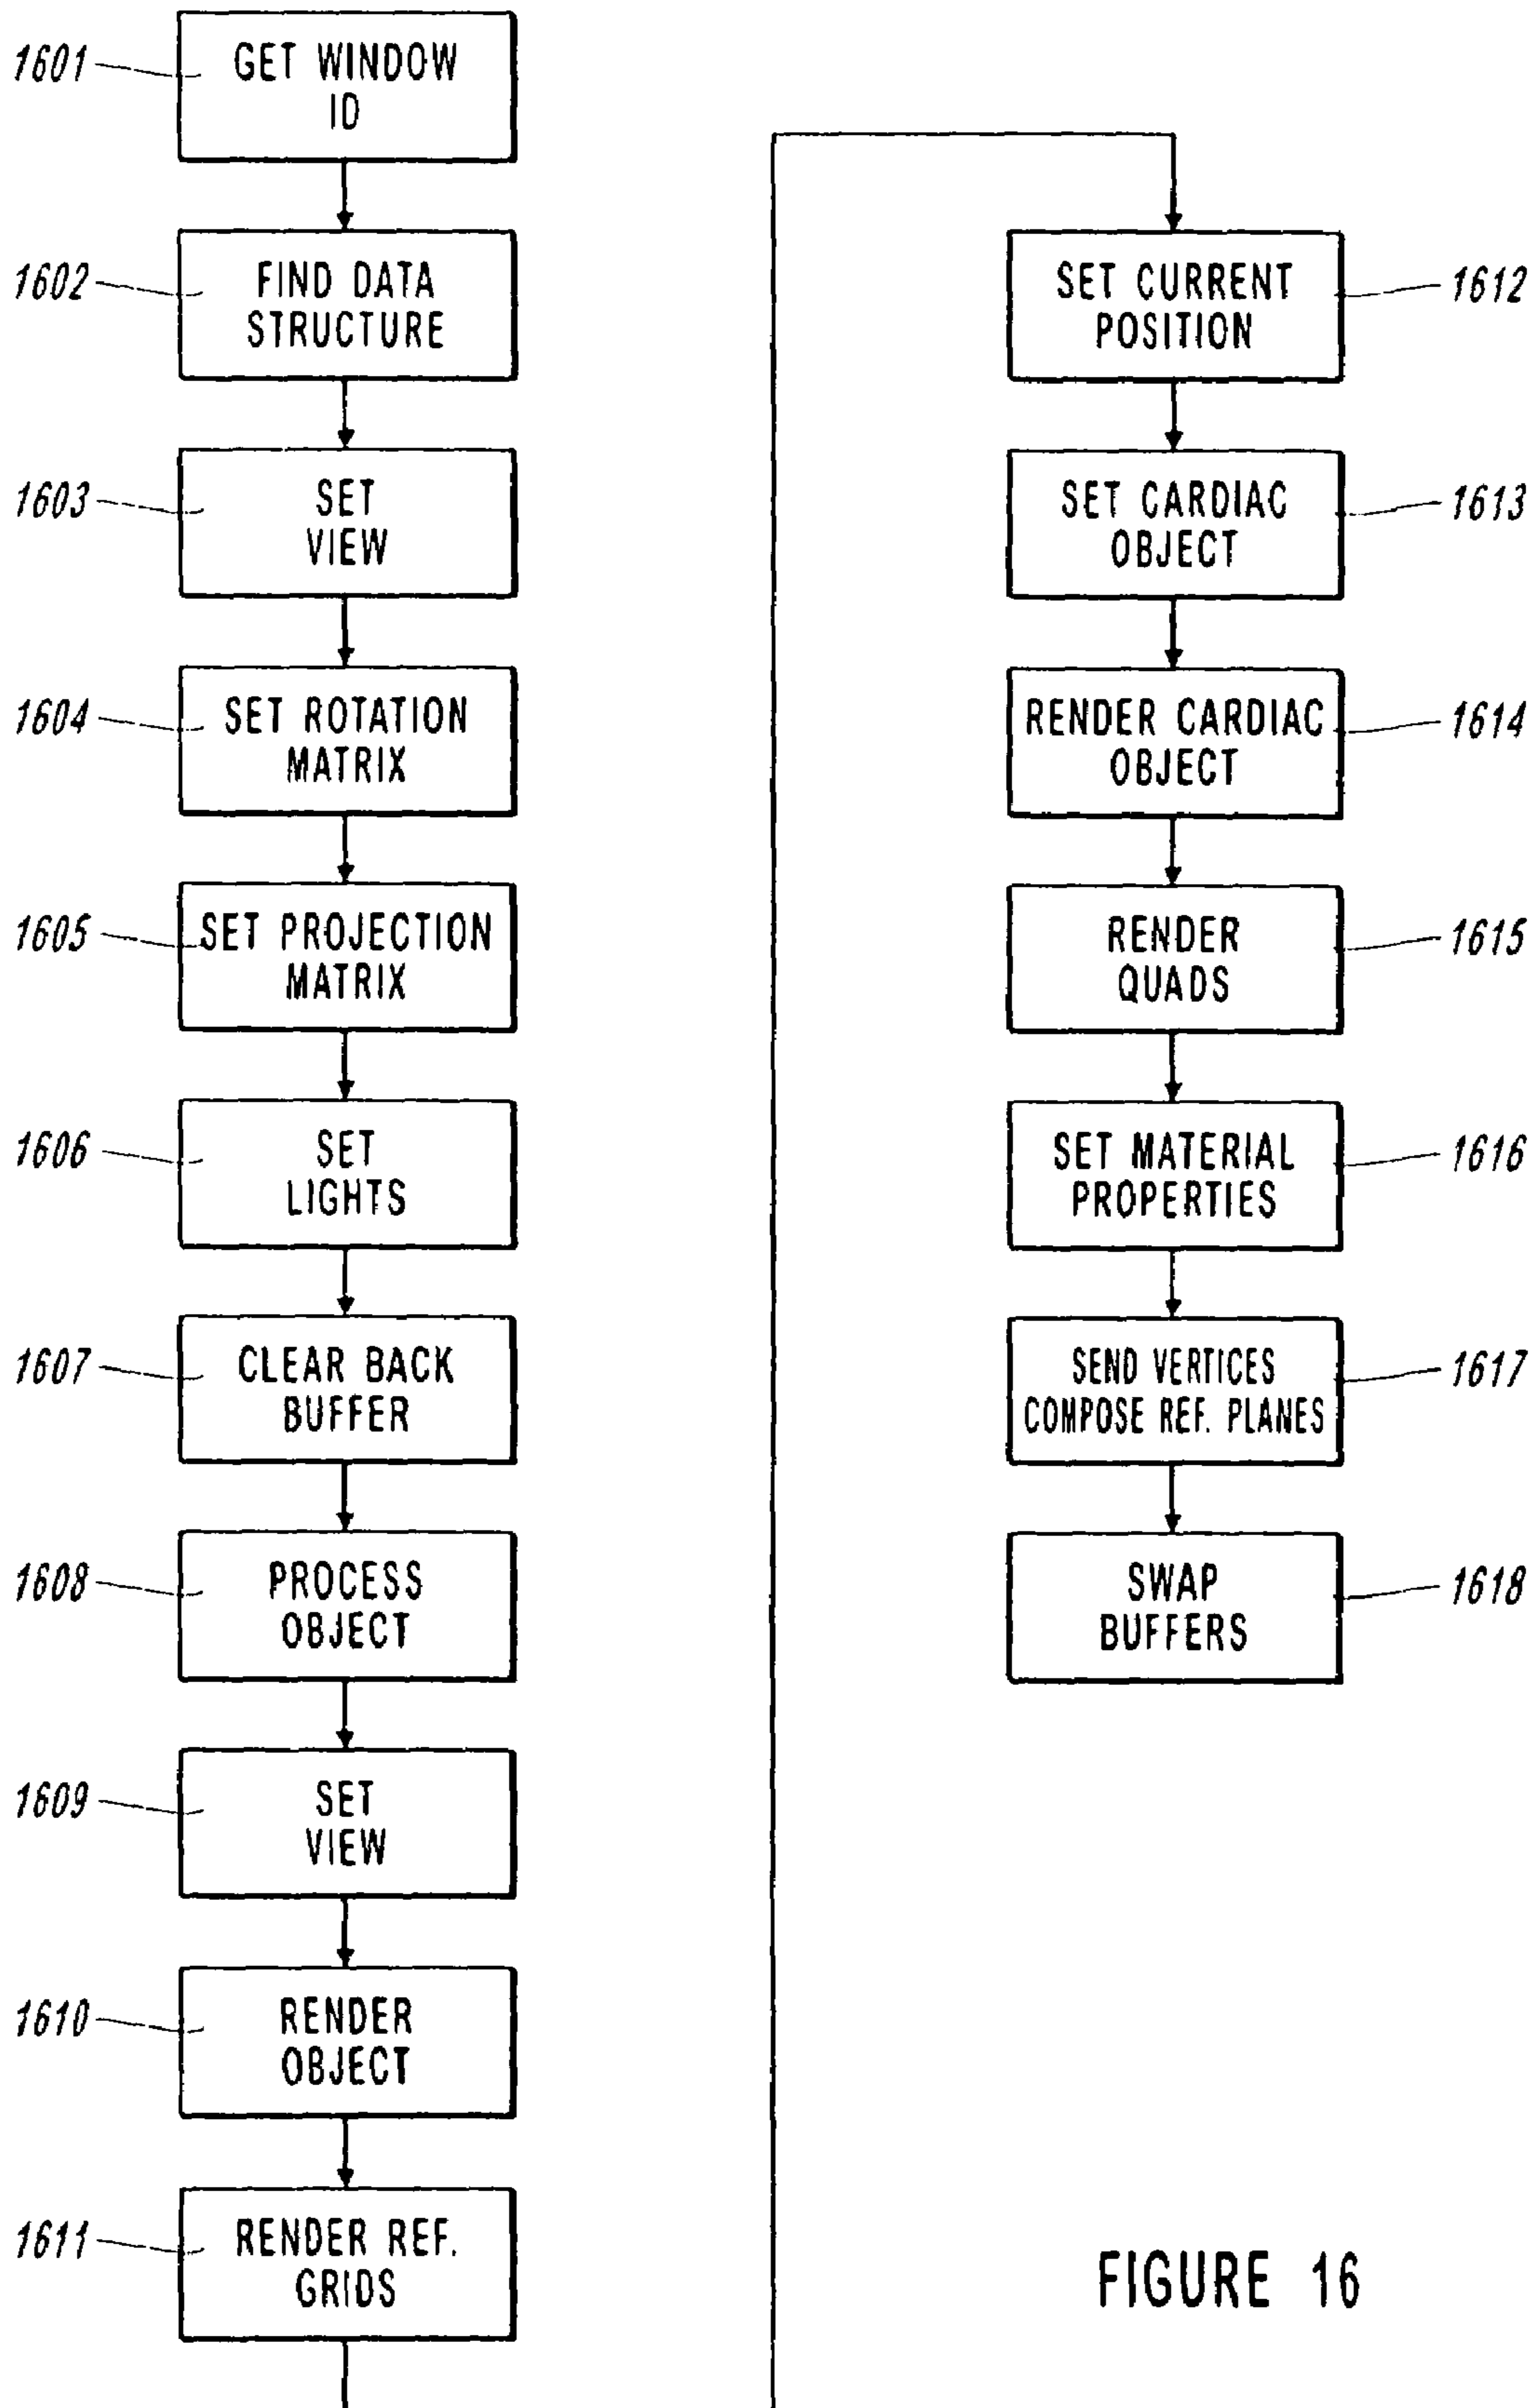 1601
GET WINDOW
ID
1602
FIND DATA
STRUCTURE
1603
SET
VIEW
1604
SET ROTATION
MATRIX
1605
SET PROJECTION
MATRIX
1606
SET
LIGHTS
1607
CLEAR BACK
BUFFER
1608
PROCESS
OBJECT
1609
SET
VIEW
1610
RENDER
OBJECT
1611
RENDER REF.
GRIDS
SET CURRENT
POSITION
1612
SET CARDIAC
OBJECT
1613
RENDER CARDIAC
OBJECT
1614
RENDER
QUADS
1615
SET MATERIAL
PROPERTIES
1616
SEND VERTICES
COMPOSE REF. PLANES
1617
SWAP
BUFFERS
1618
FIGURE 16